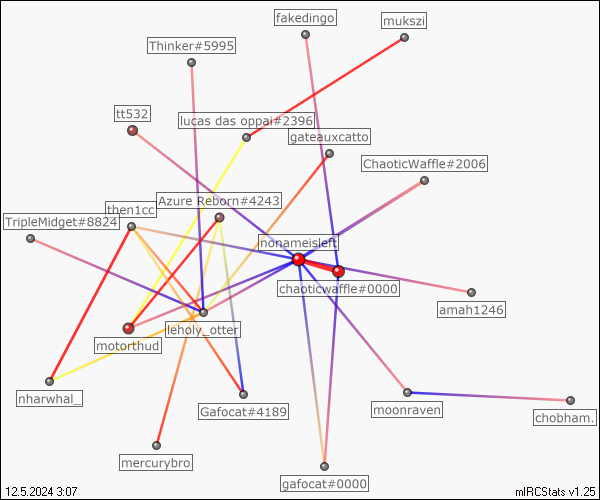 fakedingo
mukszi
Thinker#5995
tt532
lucas das oppai#2396
gateauxcatto
ChaoticWaffle#2006
Azure Reborn#4243
then1cc
TripleMidget#8824
nonameisleft
chaoticwaffle#0000
amah1246
leholy_otter
motorthud
nharwhal_
Gafocat#4189
moonraven
chobham.
mercurybro
gafocat#0000
12.5.2024 3:07
mIRCStats v1.25